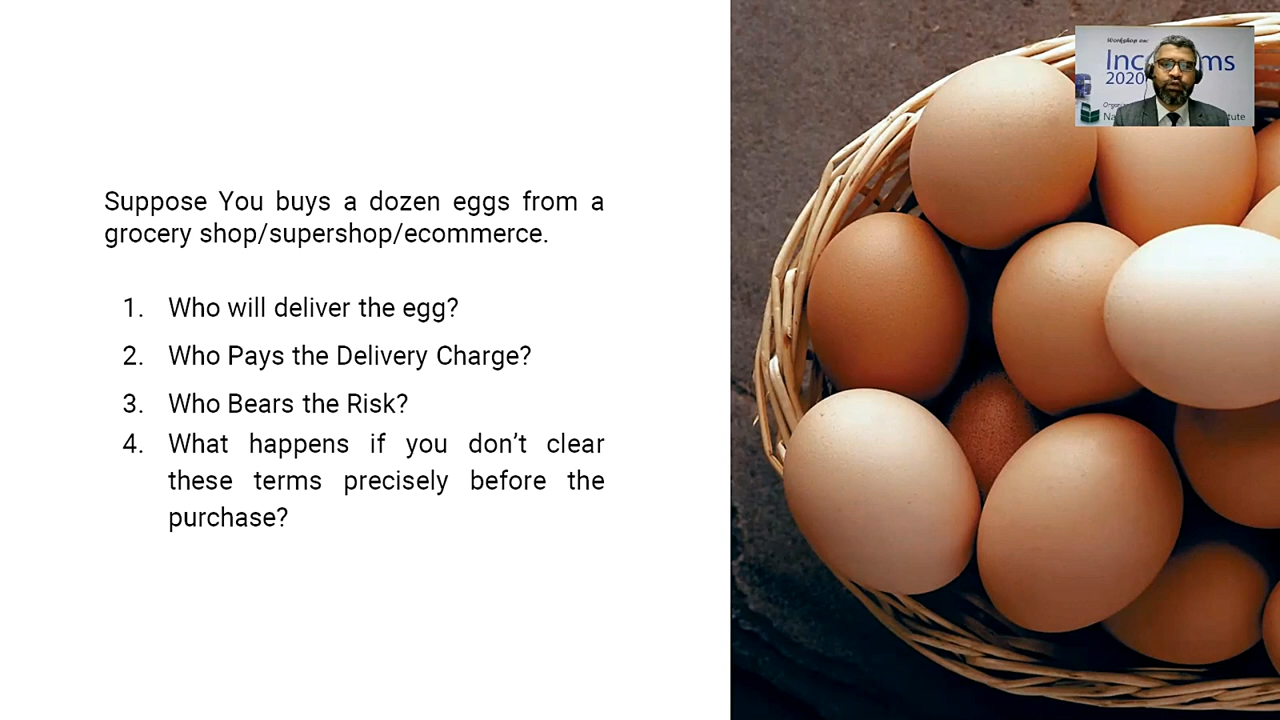 Suppose You buys a dozen eggs from a
grocery shop/supershop/ecommerce.
1. Who will deliver the egg?
2. Who Pays the Delivery Charge?
3. Who Bears the Risk?
4. What happens if you don’t clear
these terms precisely before the
purchase?
Workshop on:
2020